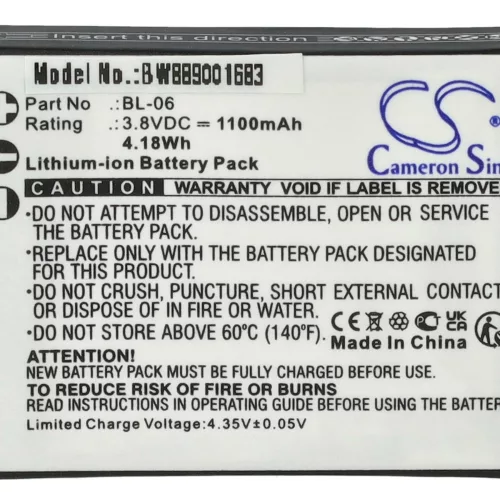 Insert this direction
Model No.:BW889001683
Part No :BL-06
Rating :3.8VDC ⎓ 1100mAh
4.18Wh
Lithium-ion Battery Pack
CS
Cameron Sin
WARRANTY VOID IF LABEL IS REMOVE
•DO NOT ATTEMPT TO DISASSEMBLE, OPEN OR SERVICE
THE BATTERY PACK.
•REPLACE ONLY WITH THE BATTERY PACK DESIGNATED
FOR THIS PRODUCT.
•DO NOT CRUSH, PUNCTURE, SHORT EXTERNAL CONTACT
OR DISPOSE OF IN FIRE OR WATER.
•DO NOT STORE ABOVE 60°C (140°F).
CE UK CA
Made In China
ATTENTION!
NEW BATTERY PACK MUST BE FULLY CHARGED BEFORE USE.
TO REDUCE RISK OF FIRE OR BURNS
READ INSTRUCTIONS BEFORE USING THE BATTER
Limited Charge Voltage:4.35V±0.05V